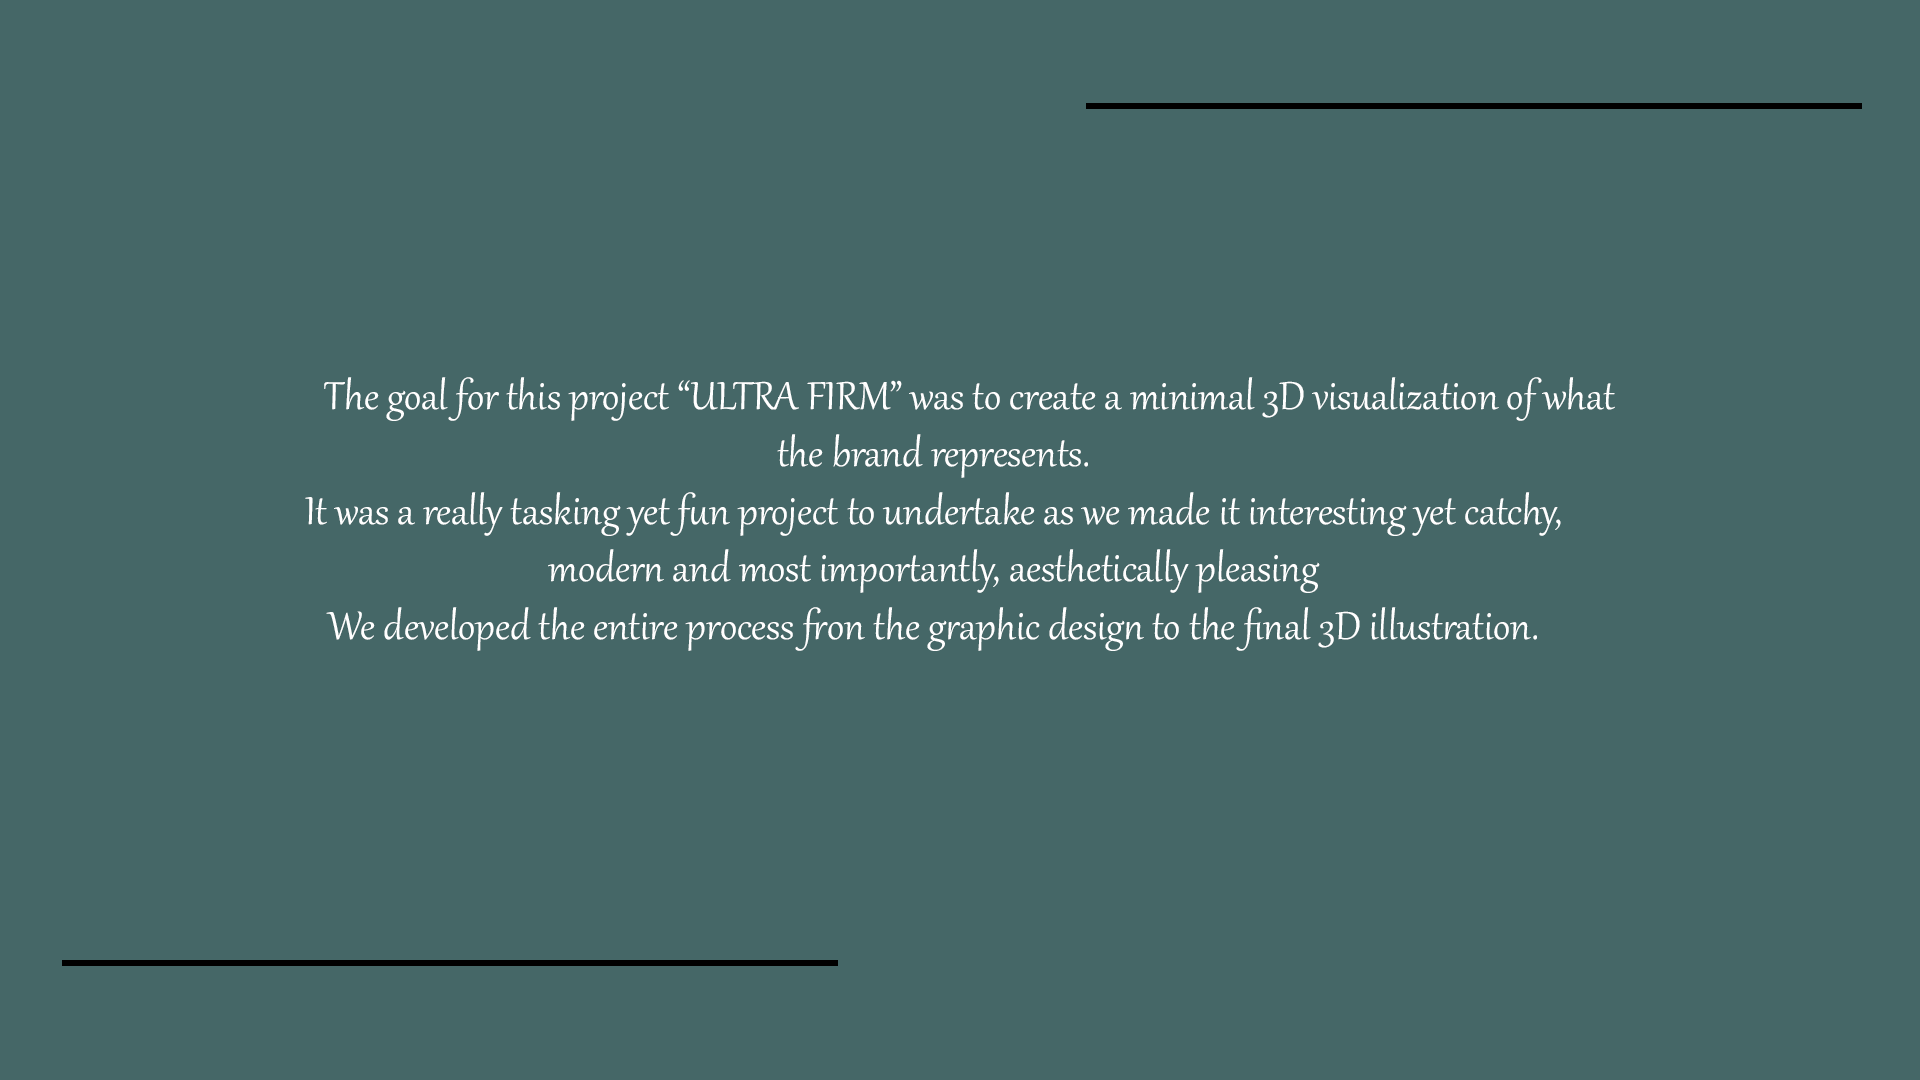 The goal for this project “ULTRA FIRM” was to create a minimal 3D visualization of what
the brand represents.
It was a really tasking yet fun project to undertake as we made it interesting yet catchy,
modern and most importantly, aesthetically pleasing
We developed the entire process fron the graphic design to the final 3D illustration.